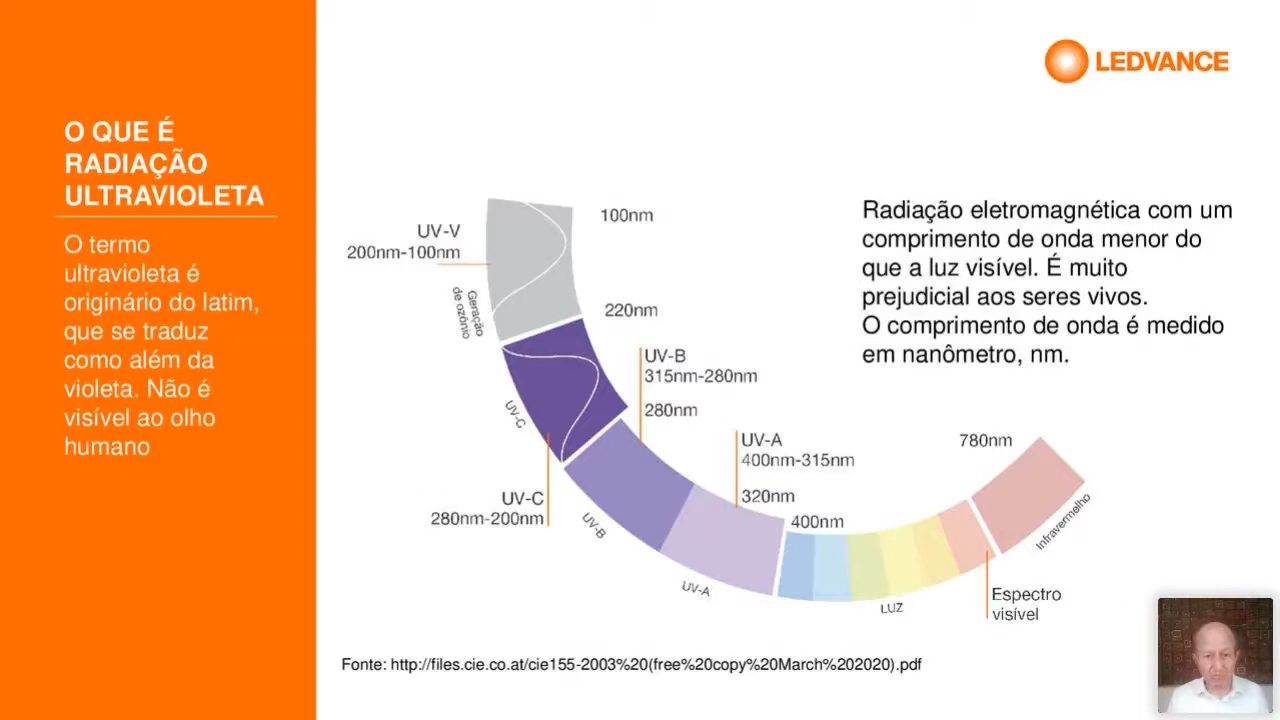 LEDVANCE
O QUE É
RADIAÇÃO
ULTRAVIOLETA
O termo
ultravioleta é
originário do latim,
que se traduz
como além da
violeta. Não é
visível ao olho
humano
UV-V
200nm-100nm
100nm
Geração
de ozônio
220nm
UV-C
UV-B
315nm-280nm
280nm
UV-C
280nm-200nm
UV-B
UV-A
400nm-315nm
320nm
UV-A
400nm
LUZ
780nm
Infravermelho
Espectro
visível
Radiação eletromagnética com um
comprimento de onda menor do
que a luz visível. É muito
prejudicial aos seres vivos.
O comprimento de onda é medido
em nanômetro, nm.
Fonte: http://files.cie.co.at/cie155-2003%20(free%20copy%20March%202020).pdf